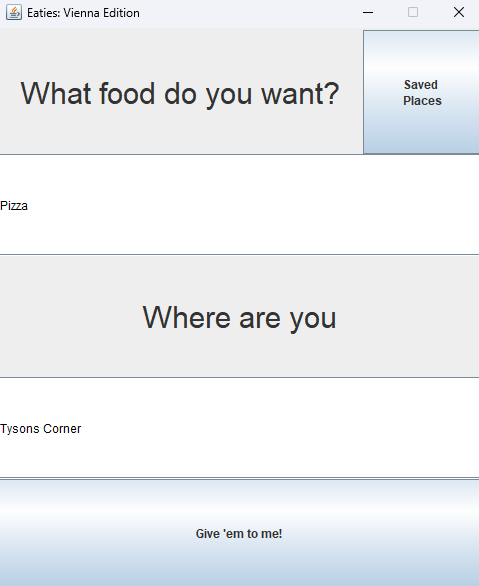 Eaties: Vienna Edition
What food do you want?
Saved
Places
Pizza
Where are you
Tysons Corner
Give 'em to me!